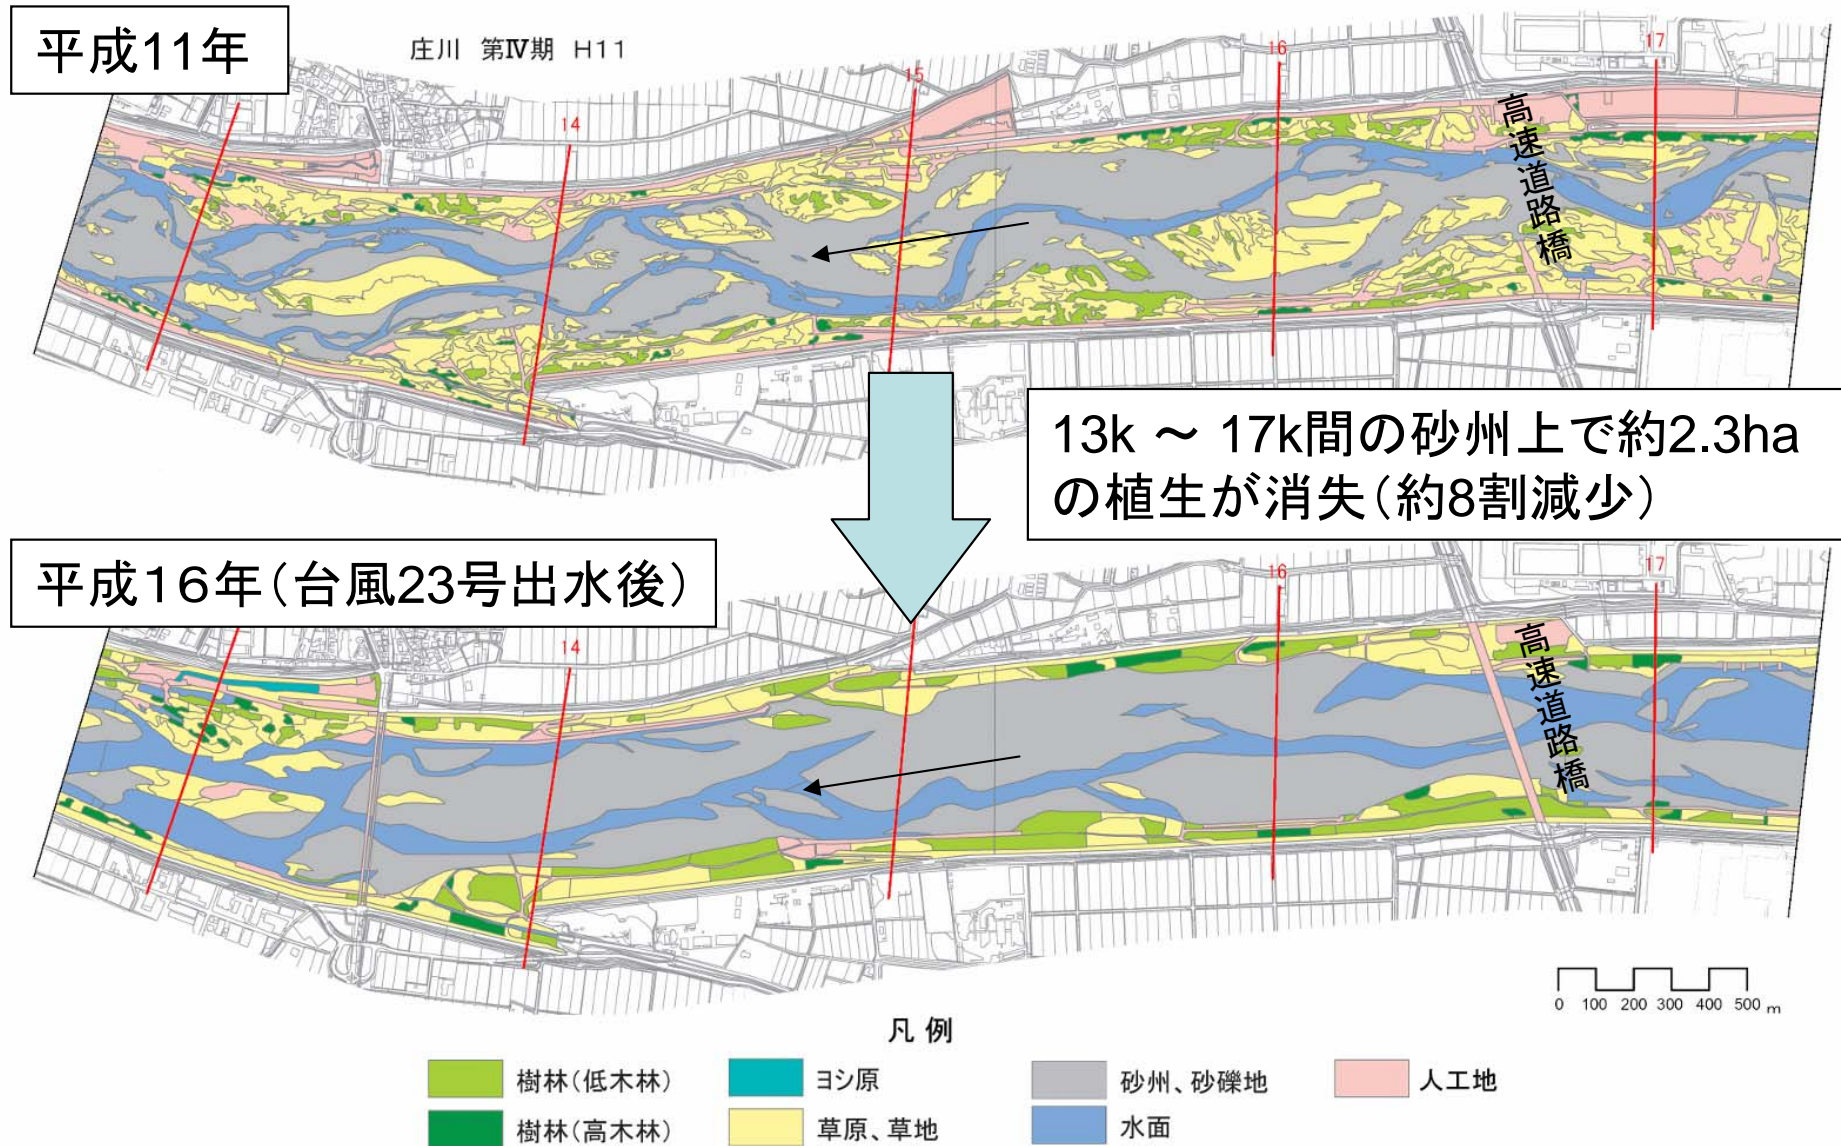 平成11年
庄川 第Ⅳ期 H11
14
15
16
17
高速道路橋
13k ～ 17k間の砂州上で約2.3ha
の植生が消失(約8割減少)
平成16年(台風23号出水後)
14
16
17
高速道路橋
0 100 200 300 400 500 m
凡 例
樹林(低木林)
ヨシ原
砂州、砂礫地
人工地
樹林(高木林)
草原、草地
水面